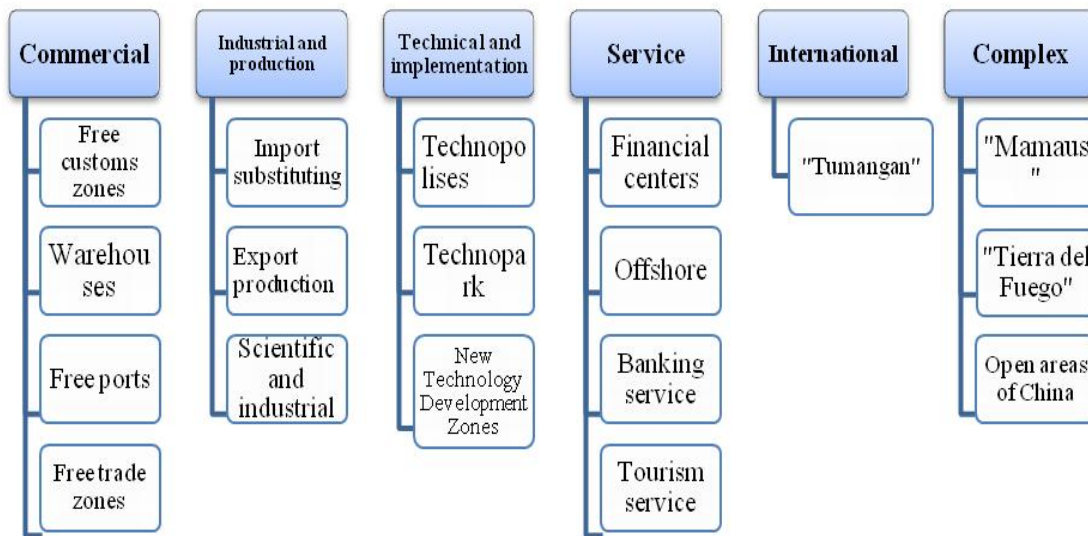 Commercial
Free
customs
zones
Warehou
ses
Free ports
Free trade
zones
Industrial and
production
Import
substituting
Export
production
Scientific
and
industrial
Technical and
implementation
Technopo
lises
Technopa
rk
New
Technology
Development
Zones
Service
Financial
centers
Offshore
Banking
service
Tourism
service
International
"Tumangan"
Complex
"Mamaus
"
"Tierra del
Fuego"
Open areas
of China